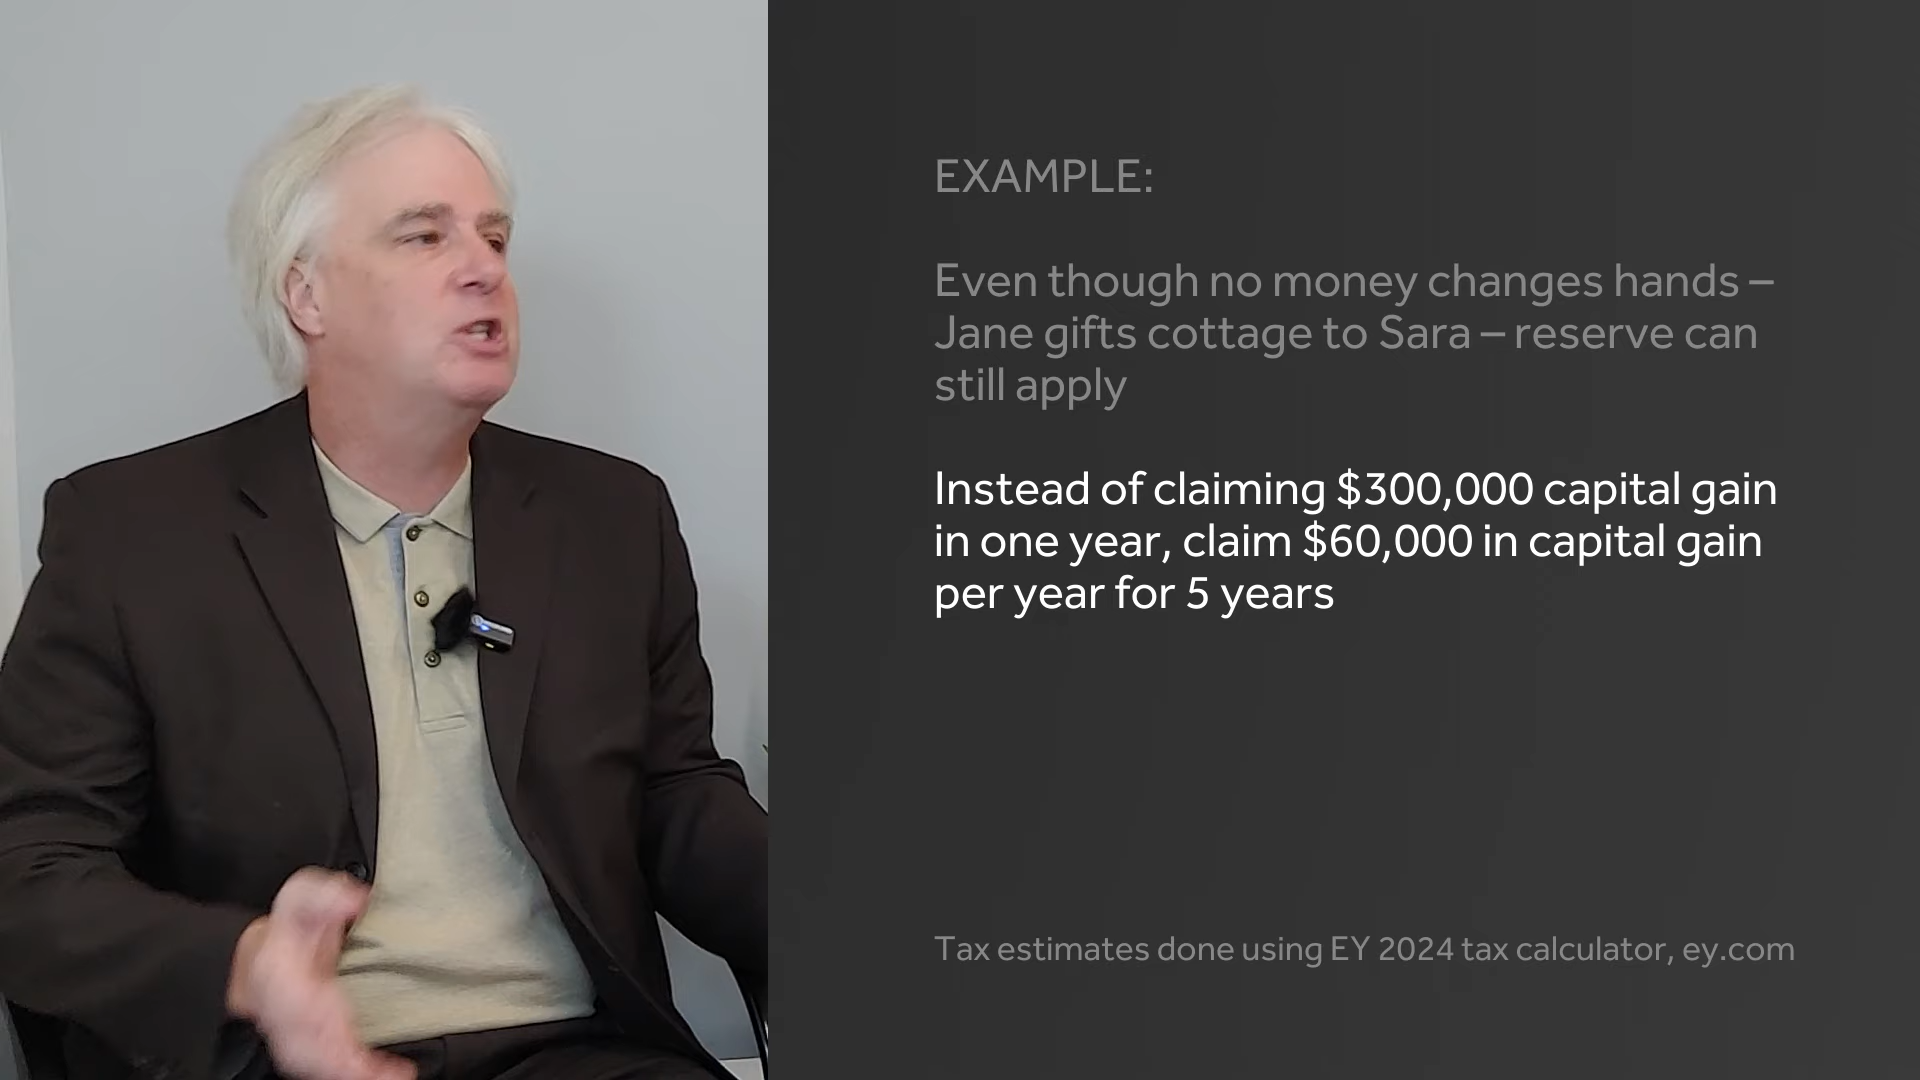 EXAMPLE:
Even though no money changes hands –
Jane gifts cottage to Sara – reserve can
still apply
Instead of claiming $300,000 capital gain
in one year, claim $60,000 in capital gain
per year for 5 years
Tax estimates done using EY 2024 tax calculator, ey.com